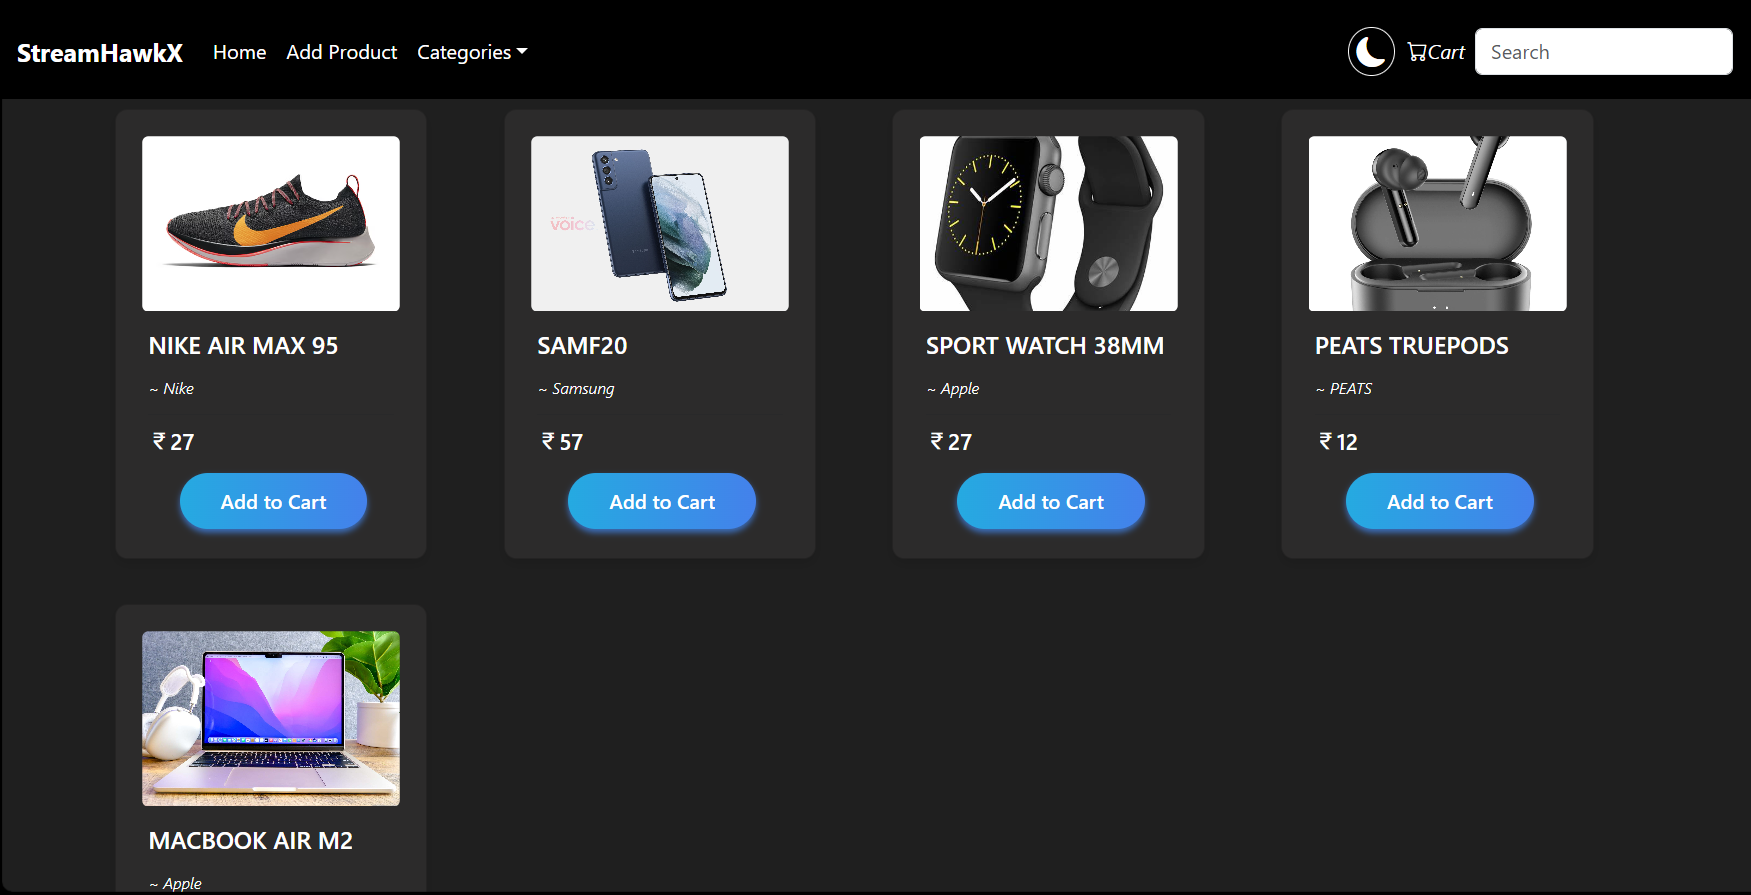 StreamHawkX Home Add Product Categories Cart Search
voice
NIKE AIR MAX 95
~ Nike
₹ 27
Add to Cart
SAMF20
~ Samsung
₹ 57
Add to Cart
SPORT WATCH 38MM
~ Apple
₹ 27
Add to Cart
PEATS TRUEPODS
~ PEATS
₹ 12
Add to Cart
MACBOOK AIR M2
~ Apple